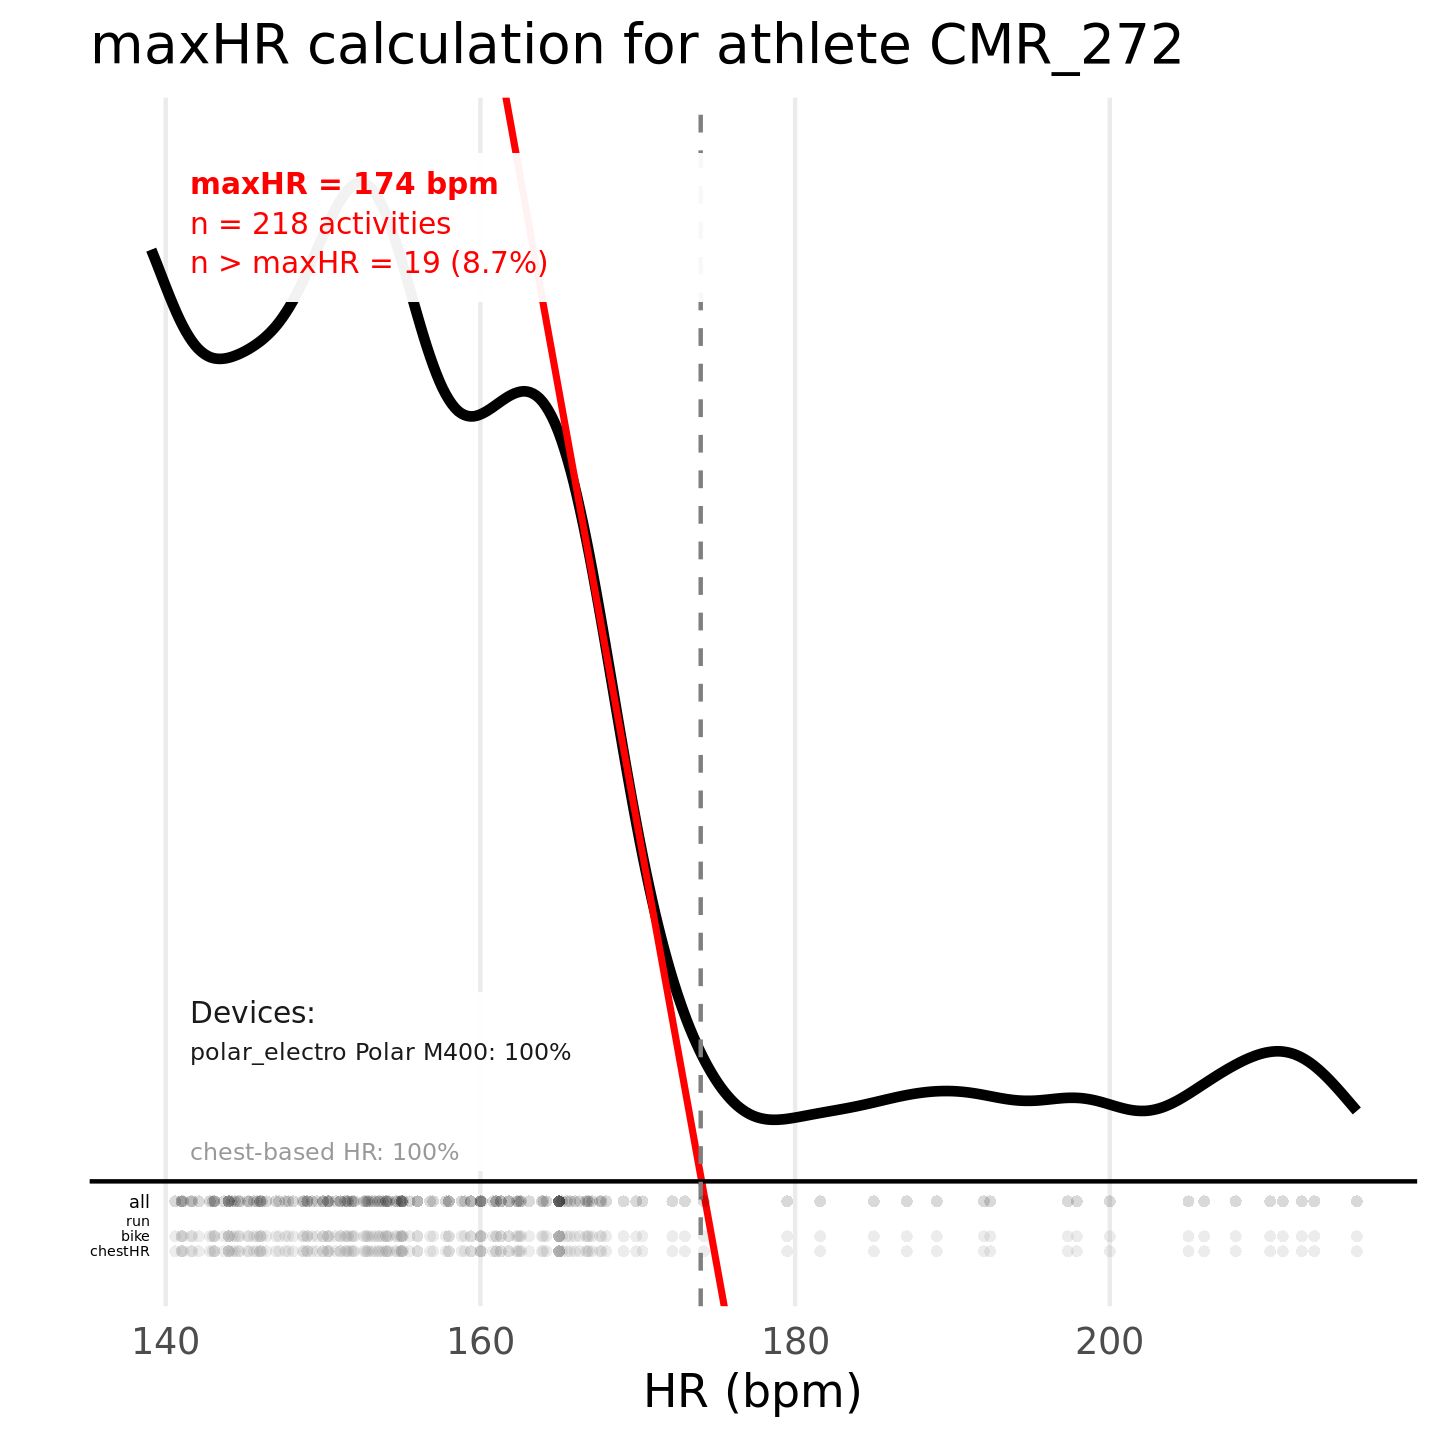 maxHR calculation for athlete CMR_272
maxHR = 174 bpm
n = 218 activities
n > maxHR = 19 (8.7%)
Devices:
polar_electro Polar M400: 100%
chest-based HR: 100%
all
run
bike
chestHR
140 160 180 200
HR (bpm)